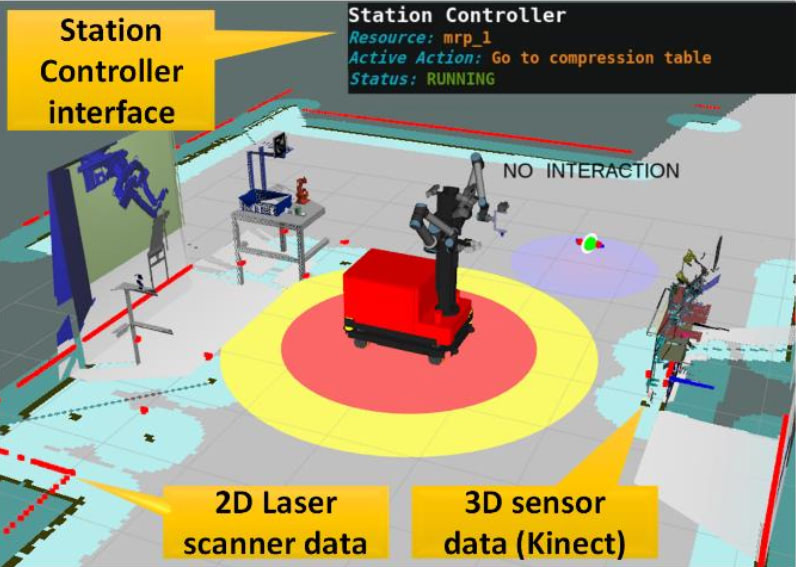 Station
Controller
interface
Station Controller
Resource: mrp_1
Active Action: Go to compression table
Status: RUNNING
NO INTERACTION
2D Laser
scanner data
3D sensor
data (Kinect)